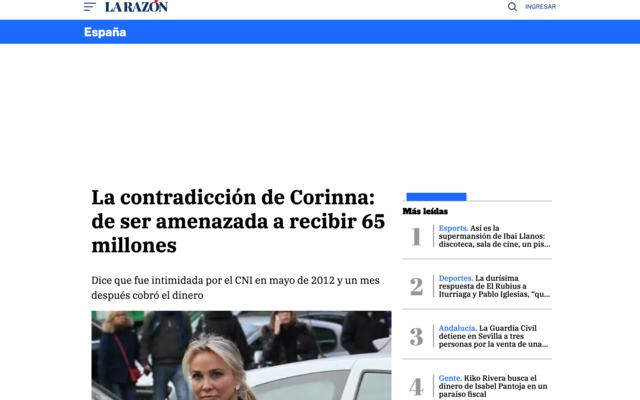 LA RAZÓN
INGRESAR
España
La contradicción de Corinna:
de ser amenazada a recibir 65
millones
Dice que fue intimidada por el CNI en mayo de 2012 y un mes
después cobró el dinero
Más leídas
1
Esports. Así es la
supermansión de Ibai Llanos:
discoteca, sala de cine, un pis...
2
Deportes. La durísima
respuesta de El Rubius a
Iturriaga y Pablo Iglesias, "qu...
3
Andalucía. La Guardia Civil
detiene en Sevilla a tres
personas por la venta de una...
4
Gente. Kiko Rivera busca el
dinero de Isabel Pantoja en un
paraíso fiscal